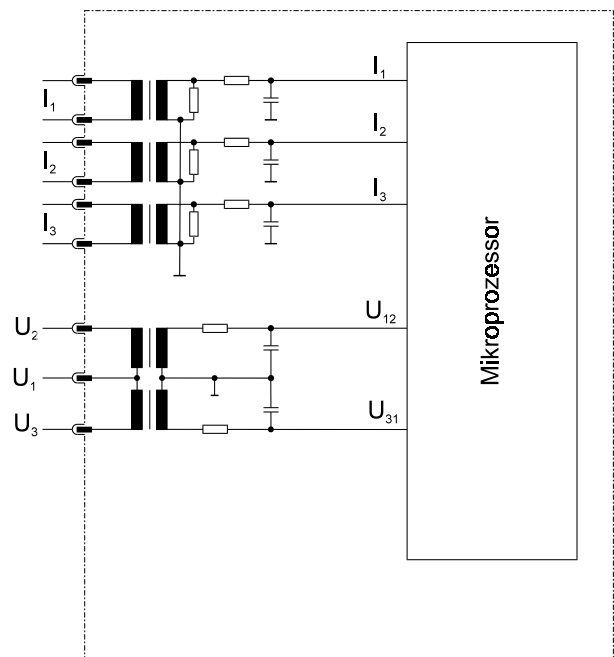 I₁
I₁
I₂
I₂
I₃
I₃
U₂
U₁₂
U₁
U₃
U₃₁
Mikroprozessor